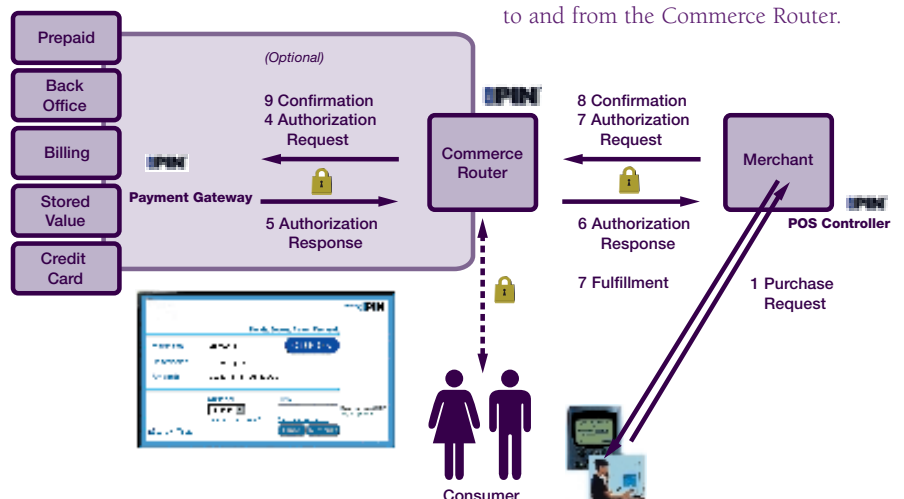 to and from the Commerce Router.
Prepaid
Back
Office
Billing
Stored
Value
Credit
Card
(Optional)
9 Confirmation
4 Authorization
Request
5 Authorization
Response
Payment Gateway
PIN
Commerce
Router
8 Confirmation
7 Authorization
Request
6 Authorization
Response
7 Fulfillment
Merchant
POS Controller
1 Purchase
Request
PIN
Consumer